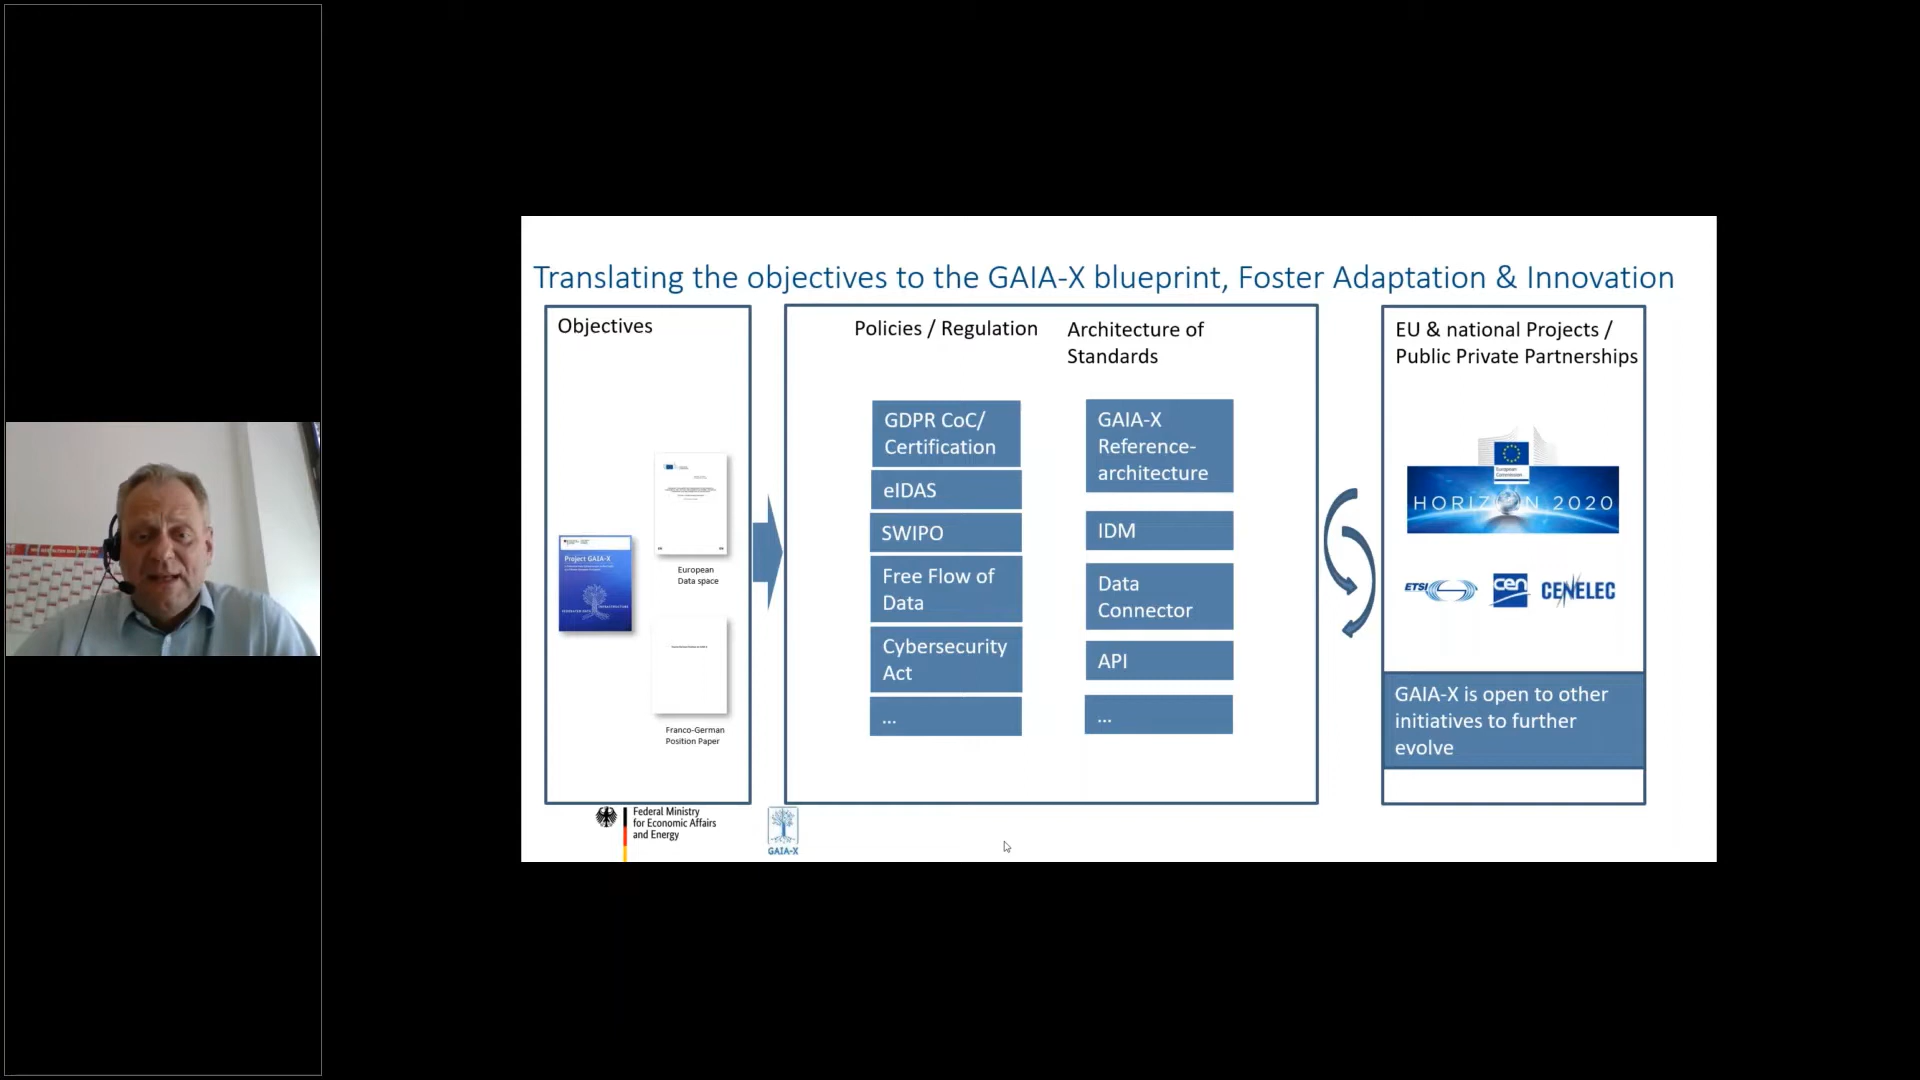 Translating the objectives to the GAIA-X blueprint, Foster Adaptation & Innovation
Objectives
Project GAIA-X
European
Data space
Franco-German
Position Paper
Policies / Regulation
GDPR CoC/
Certification
eIDAS
SWIPO
Free Flow of
Data
Cybersecurity
Act
...
Architecture of
Standards
GAIA-X
Reference-
architecture
IDM
Data
Connector
API
...
EU & national Projects /
Public Private Partnerships
European
Commission
HORIZON 2020
ETSI
cen
CENELEC
GAIA-X is open to other
initiatives to further
evolve
Federal Ministry
for Economic Affairs
and Energy
GAIA-X